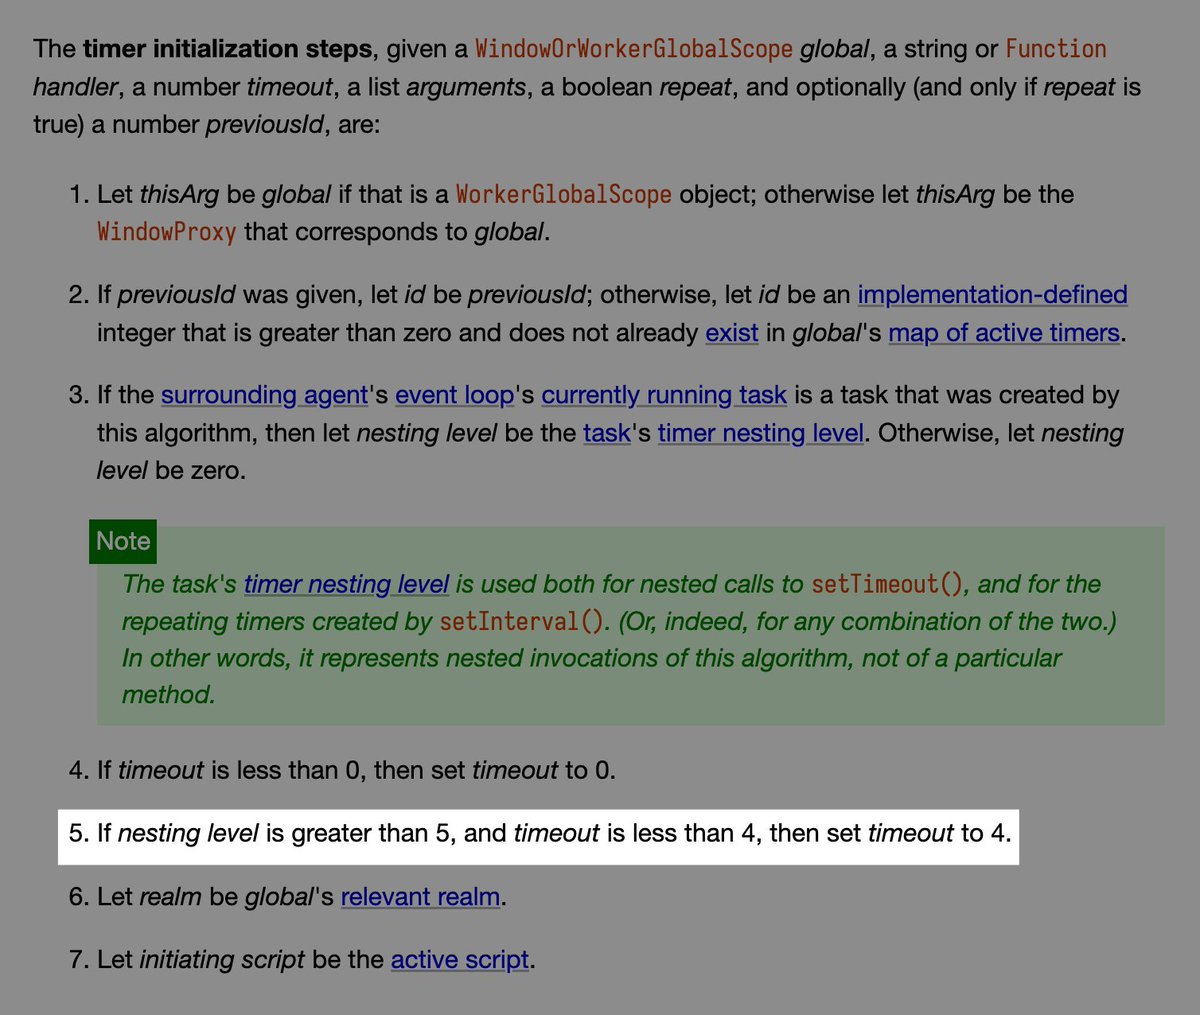 The timer initialization steps, given a WindowOrWorkerGlobalScope global, a string or Function
handler, a number timeout, a list arguments, a boolean repeat, and optionally (and only if repeat is
true) a number previousId, are:
1. Let thisArg be global if that is a WorkerGlobalScope object; otherwise let thisArg be the
WindowProxy that corresponds to global.
2. If previousId was given, let id be previousId; otherwise, let id be an implementation-defined
integer that is greater than zero and does not already exist in global's map of active timers.
3. If the surrounding agent's event loop's currently running task is a task that was created by
this algorithm, then let nesting level be the task's timer nesting level. Otherwise, let nesting
level be zero.
Note
The task's timer nesting level is used both for nested calls to setTimeout(), and for the
repeating timers created by setInterval(). (Or, indeed, for any combination of the two.)
In other words, it represents nested invocations of this algorithm, not of a particular
method.
4. If timeout is less than 0, then set timeout to 0.
5. If nesting level is greater than 5, and timeout is less than 4, then set timeout to 4.
6. Let realm be global's relevant realm.
7. Let initiating script be the active script.